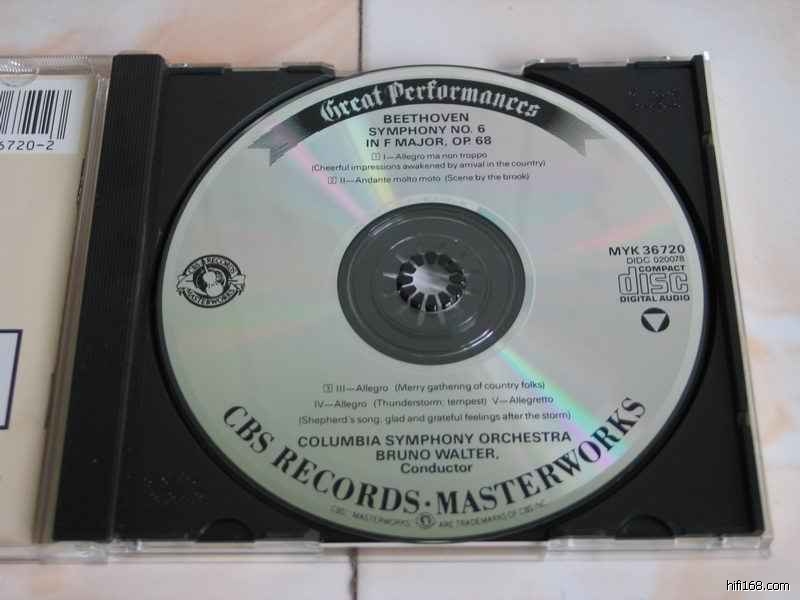 Great Performances
BEETHOVEN
SYMPHONY NO. 6
IN F MAJOR, OP. 68
1 I—Allegro ma non troppo
(Cheerful impressions awakened by arrival in the country)
2 II—Andante molto moto (Scene by the brook)
6720-2
CBS RECORDS
MASTERWORKS
MYK 36720
DIDC 020078
COMPACT
disc
DIGITAL AUDIO
3 III—Allegro (Merry gathering of country folks)
IV—Allegro (Thunderstorm; tempest) V—Allegretto
(Shepherd's song; glad and grateful feelings after the storm)
COLUMBIA SYMPHONY ORCHESTRA
BRUNO WALTER,
Conductor
CBS RECORDS · MASTERWORKS
CBS, MASTERWORKS ARE TRADEMARKS OF CBS INC.
hifi168.com